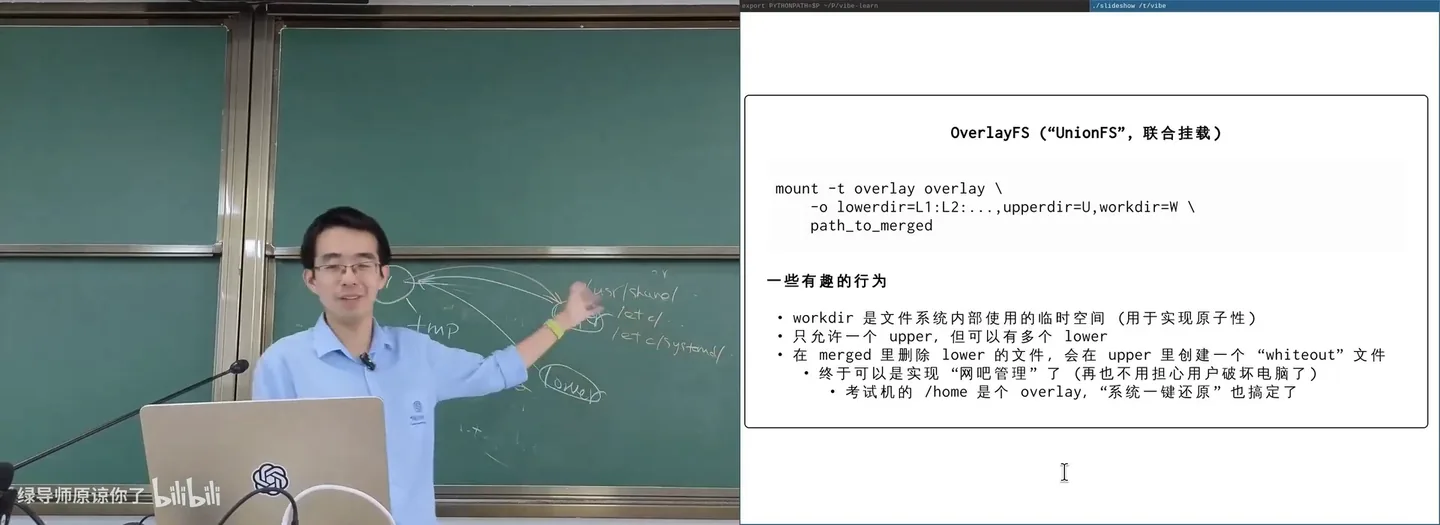 export PYTHONPATH=$P ~/P/vibe-learn
./slideshow /t/vibe
/usr/share/
/etc/
/etc/systemd/
tmp
lower
绿导师原谅你了 bilibili
OverlayFS (“UnionFS”, 联合挂载)
mount -t overlay overlay \
-o lowerdir=L1:L2:...,upperdir=U,workdir=W \
path_to_merged
一些有趣的行为
• workdir 是文件系统内部使用的临时空间 (用于实现原子性)
• 只允许一个 upper, 但可以有多个 lower
• 在 merged 里删除 lower 的文件, 会在 upper 里创建一个 “whiteout” 文件
• 终于可以是实现 “网吧管理” 了 (再也不用担心用户破坏电脑了)
• 考试机的 /home 是个 overlay, “系统一键还原” 也搞定了